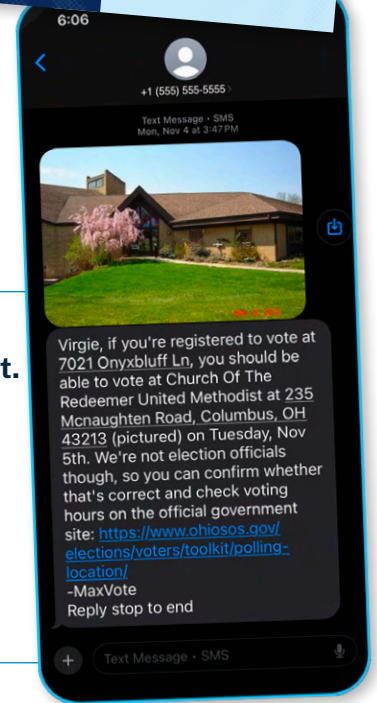 6:06
+1 (555) 555-5555 >
Text Message • SMS
Mon, Nov 4 at 3:47 PM
t.
Virgie, if you're registered to vote at
7021 Onyxbluff Ln, you should be
able to vote at Church Of The
Redeemer United Methodist at 235
Mcnaughten Road, Columbus, OH
43213 (pictured) on Tuesday, Nov
5th. We're not election officials
though, so you can confirm whether
that's correct and check voting
hours on the official government
site: https://www.ohiosos.gov/
elections/voters/toolkit/polling-
location/
-MaxVote
Reply stop to end
Text Message • SMS